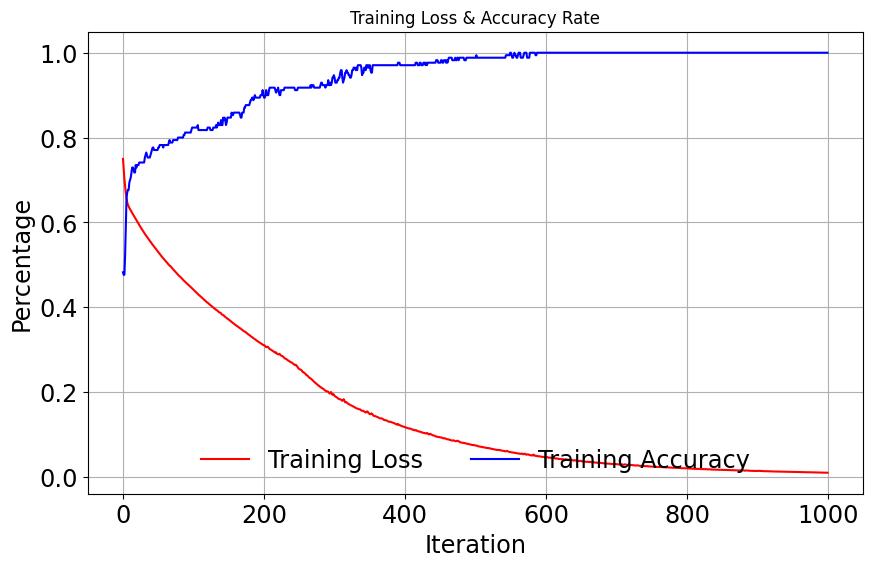 Training Loss & Accuracy Rate
1.0
0.8
0.6
0.4
0.2
0.0
Percentage
Training Loss Training Accuracy
0 200 400 600 800 1000
Iteration